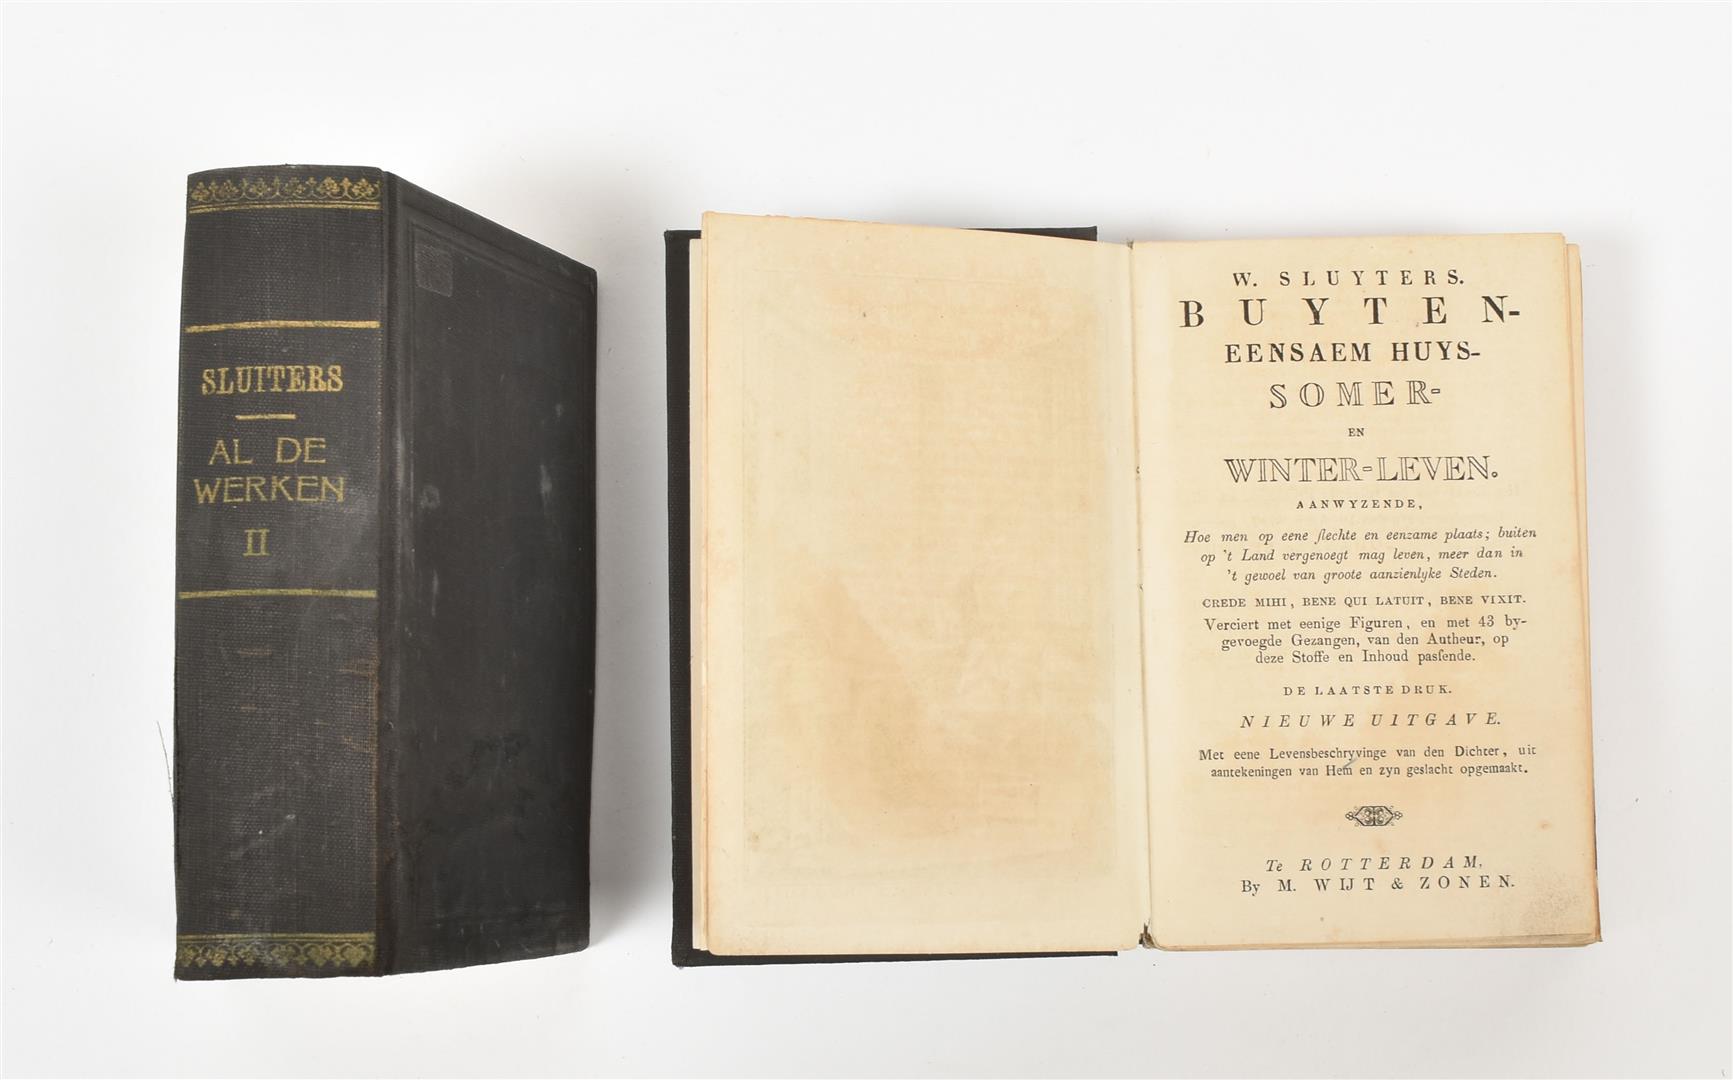 SLUITERS
AL DE
WERKEN
II
W. SLUYTERS.
BUYTEN-
EENSAEM HUYS-
SOMER-
EN
WINTER-LEVEN.
AANWYZENDE,
Hoe men op eene slechte en eenzame plaats; buiten
op 't Land vergenoegt mag leven, meer dan in
't gewoel van groote aanzienlyke Steden.
CREDE MIHI, BENE QUI LATUIT, BENE VIXIT.
Verciert met eenige Figuren, en met 43 by-
gevoegde Gezangen, van den Autheur, op
deze Stoffe en Inhoud pasſende.
DE LAATSTE DRUK.
NIEUWE UITGAVE.
Met eene Levensbeschryvinge van den Dichter, uit
aantekeningen van Hem en zyn geslacht opgemaakt.
Te ROTTERDAM,
By M. WIJT & ZONEN.